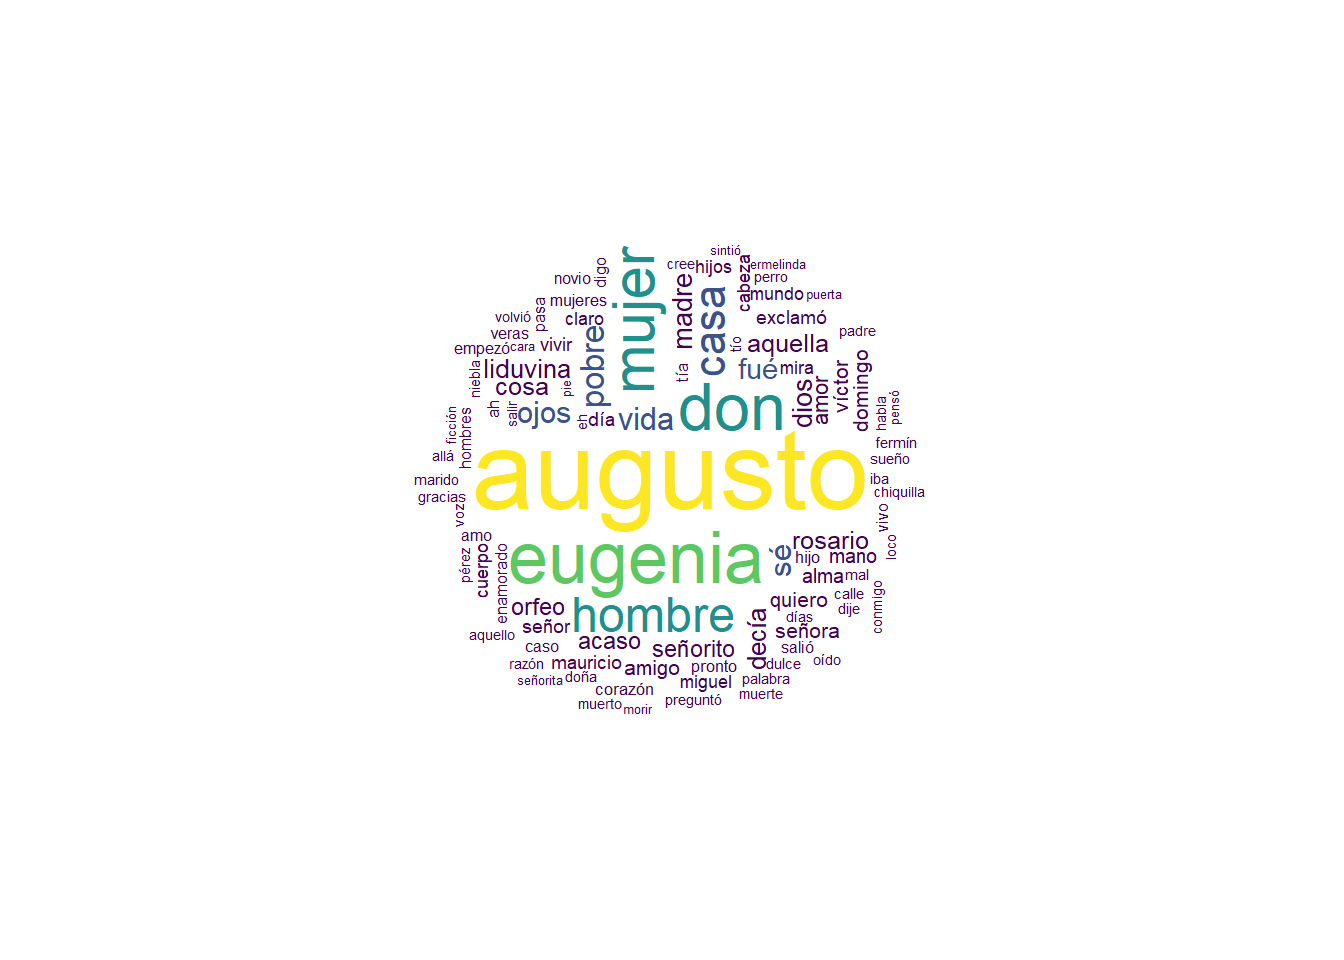 sintió
cree
hijos
ermelinda
novio
digo
mujer
madre
casa
cabeza
perro
mujeres
mundo
puerta
pasa
volvió
claro
exclamó
veras
vivir
pobre
tío
aquella
padre
empezó
cara
liduvina
tía
fué
mira
niebla
cosa
pie
dios
amor
víctor
domingo
ah
salir
ojos
eh
día
vida
don
habla
pensó
ficción
hombres
allá
augusto
fermín
sueño
marido
iba
gracias
chiquilla
voz
vivo
amo
eugenia
sé
rosario
loco
pérez
cuerpo
enamorado
hijo
mano
alma
mal
orfeo
hombre
quiero
calle
dije
conmigo
días
señor
decía
señora
aquello
caso
acaso
señorito
salió
razón
mauricio
amigo
pronto
dulce
oído
señorita
doña
corazón
miguel
palabra
muerto
morir
preguntó
muerte